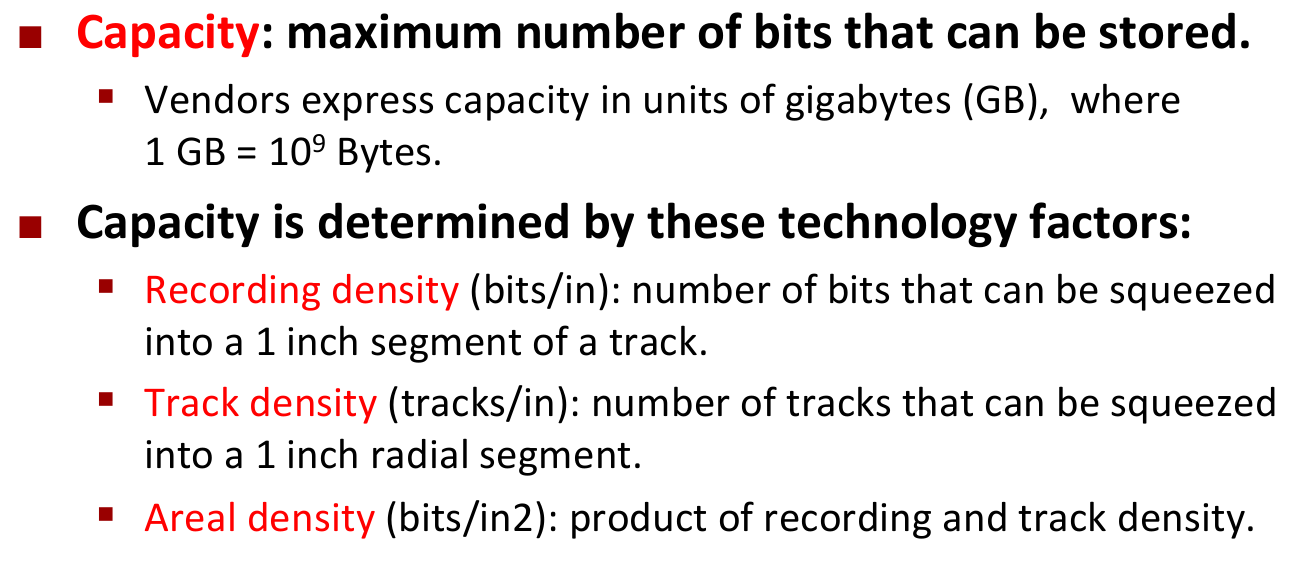 ■ Capacity: maximum number of bits that can be stored.
▪ Vendors express capacity in units of gigabytes (GB),  where
1 GB = 10⁹ Bytes.
■ Capacity is determined by these technology factors:
▪ Recording density (bits/in): number of bits that can be squeezed
into a 1 inch segment of a track.
▪ Track density (tracks/in): number of tracks that can be squeezed
into a 1 inch radial segment.
▪ Areal density (bits/in2): product of recording and track density.